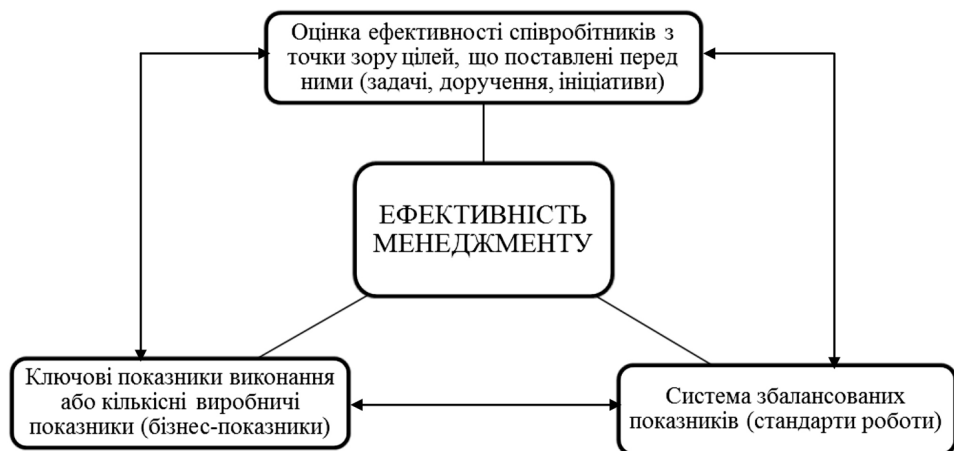 Оцінка ефективності співробітників з
точки зору цілей, що поставлені перед
ними (задачі, доручення, ініціативи)
ЕФЕКТИВНІСТЬ
МЕНЕДЖМЕНТУ
Ключові показники виконання
або кількісні виробничі
показники (бізнес-показники)
Система збалансованих
показників (стандарти роботи)